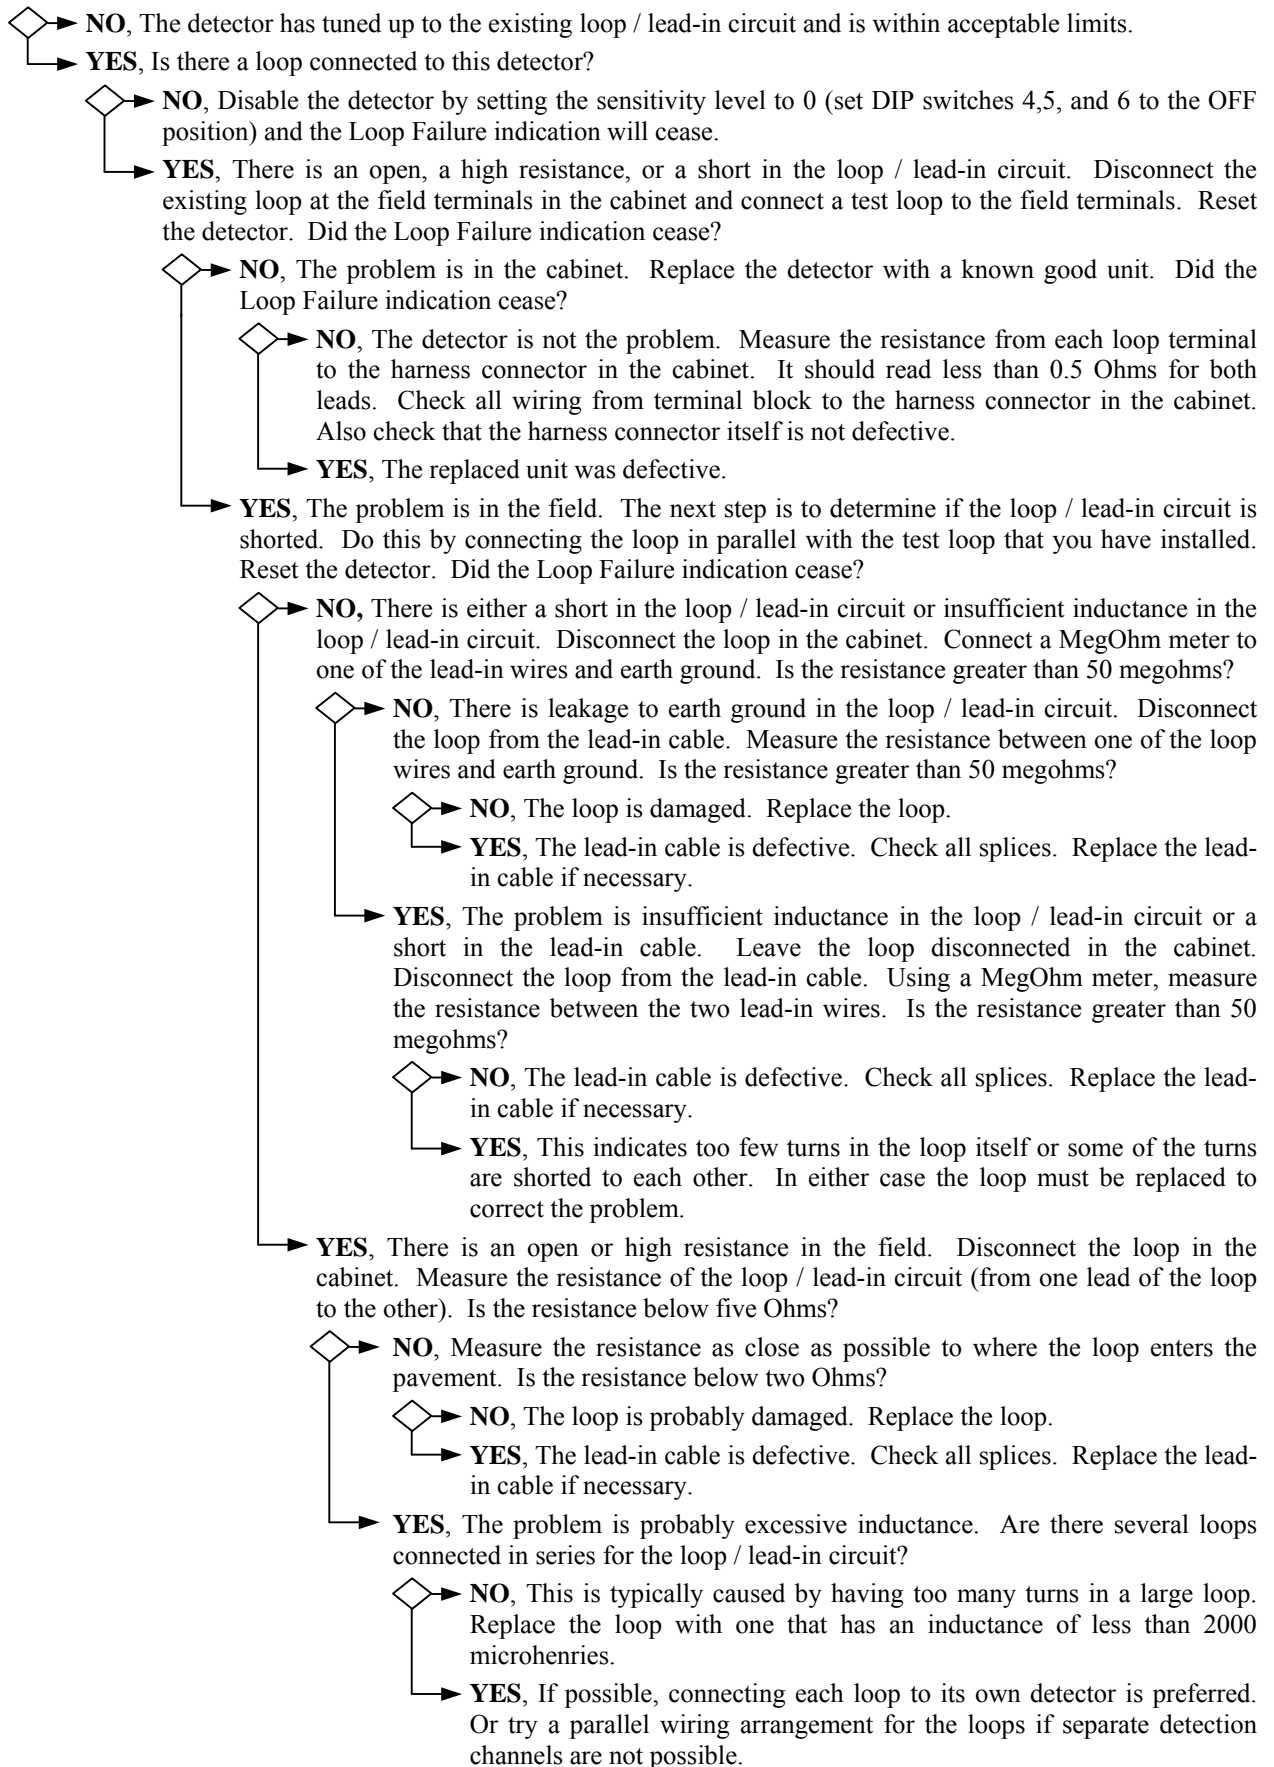 NO, The detector has tuned up to the existing loop / lead-in circuit and is within acceptable limits.
YES, Is there a loop connected to this detector?
NO, Disable the detector by setting the sensitivity level to 0 (set DIP switches 4,5, and 6 to the OFF
position) and the Loop Failure indication will cease.
YES, There is an open, a high resistance, or a short in the loop / lead-in circuit. Disconnect the
existing loop at the field terminals in the cabinet and connect a test loop to the field terminals. Reset
the detector. Did the Loop Failure indication cease?
NO, The problem is in the cabinet. Replace the detector with a known good unit. Did the
Loop Failure indication cease?
NO, The detector is not the problem. Measure the resistance from each loop terminal
to the harness connector in the cabinet. It should read less than 0.5 Ohms for both
leads. Check all wiring from terminal block to the harness connector in the cabinet.
Also check that the harness connector itself is not defective.
YES, The replaced unit was defective.
YES, The problem is in the field. The next step is to determine if the loop / lead-in circuit is
shorted. Do this by connecting the loop in parallel with the test loop that you have installed.
Reset the detector. Did the Loop Failure indication cease?
NO, There is either a short in the loop / lead-in circuit or insufficient inductance in the
loop / lead-in circuit. Disconnect the loop in the cabinet. Connect a MegOhm meter to
one of the lead-in wires and earth ground. Is the resistance greater than 50 megohms?
NO, There is leakage to earth ground in the loop / lead-in circuit. Disconnect
the loop from the lead-in cable. Measure the resistance between one of the loop
wires and earth ground. Is the resistance greater than 50 megohms?
NO, The loop is damaged. Replace the loop.
YES, The lead-in cable is defective. Check all splices. Replace the lead-
in cable if necessary.
YES, The problem is insufficient inductance in the loop / lead-in circuit or a
short in the lead-in cable. Leave the loop disconnected in the cabinet.
Disconnect the loop from the lead-in cable. Using a MegOhm meter, measure
the resistance between the two lead-in wires. Is the resistance greater than 50
megohms?
NO, The lead-in cable is defective. Check all splices. Replace the lead-
in cable if necessary.
YES, This indicates too few turns in the loop itself or some of the turns
are shorted to each other. In either case the loop must be replaced to
correct the problem.
YES, There is an open or high resistance in the field. Disconnect the loop in the
cabinet. Measure the resistance of the loop / lead-in circuit (from one lead of the loop
to the other). Is the resistance below five Ohms?
NO, Measure the resistance as close as possible to where the loop enters the
pavement. Is the resistance below two Ohms?
NO, The loop is probably damaged. Replace the loop.
YES, The lead-in cable is defective. Check all splices. Replace the lead-
in cable if necessary.
YES, The problem is probably excessive inductance. Are there several loops
connected in series for the loop / lead-in circuit?
NO, This is typically caused by having too many turns in a large loop.
Replace the loop with one that has an inductance of less than 2000
microhenries.
YES, If possible, connecting each loop to its own detector is preferred.
Or try a parallel wiring arrangement for the loops if separate detection
channels are not possible.